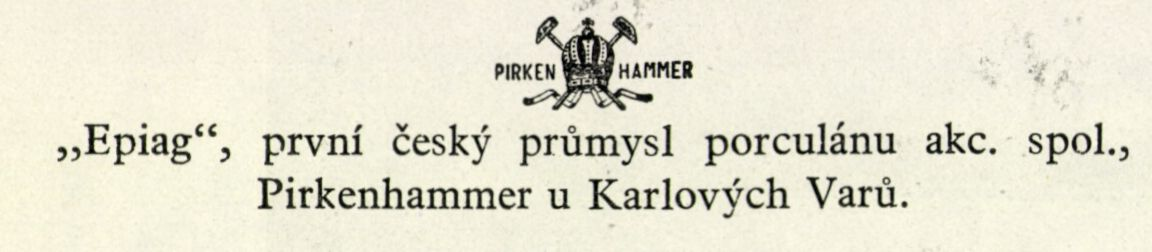 PIRKEN HAMMER
„Epiag“, první český průmysl porculánu akc. spol.,
Pirkenhammer u Karlových Varů.